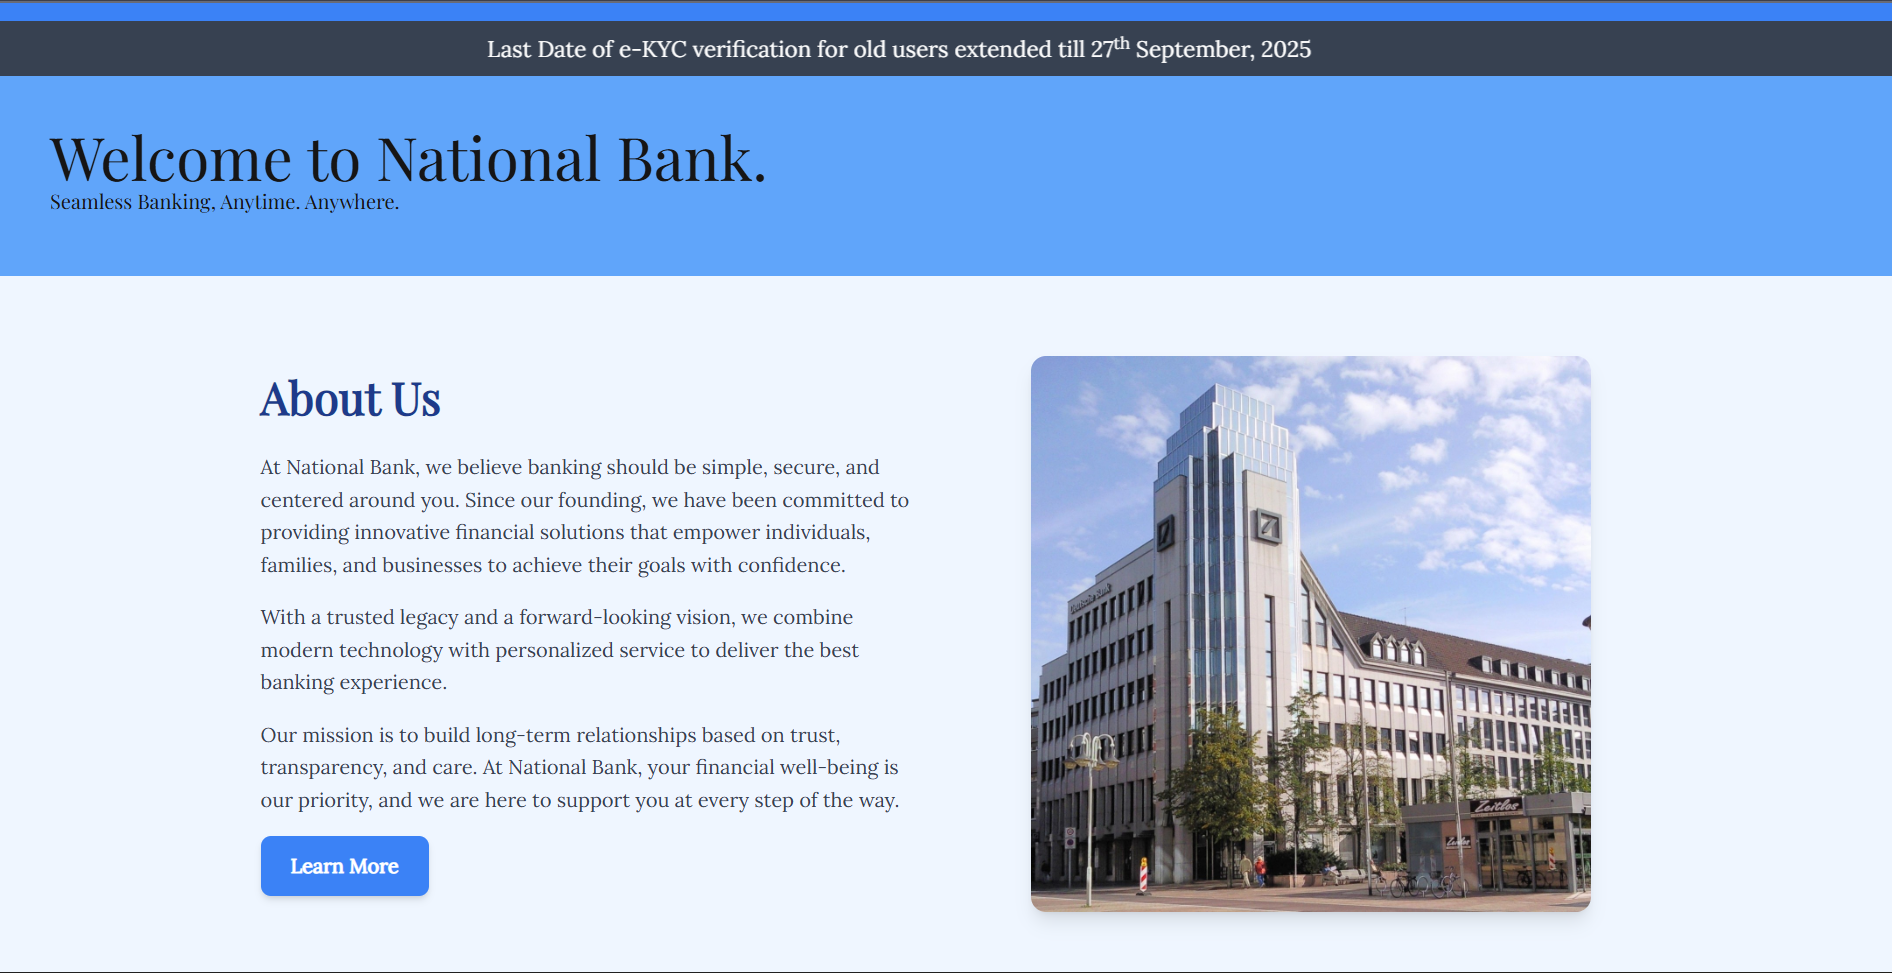 Last Date of e-KYC verification for old users extended till 27th September, 2025
Welcome to National Bank.
Seamless Banking, Anytime. Anywhere.
About Us
At National Bank, we believe banking should be simple, secure, and
centered around you. Since our founding, we have been committed to
providing innovative financial solutions that empower individuals,
families, and businesses to achieve their goals with confidence.
With a trusted legacy and a forward-looking vision, we combine
modern technology with personalized service to deliver the best
banking experience.
Our mission is to build long-term relationships based on trust,
transparency, and care. At National Bank, your financial well-being is
our priority, and we are here to support you at every step of the way.
Learn More
Deutsche Bank
Zeitlos
Zeitlos